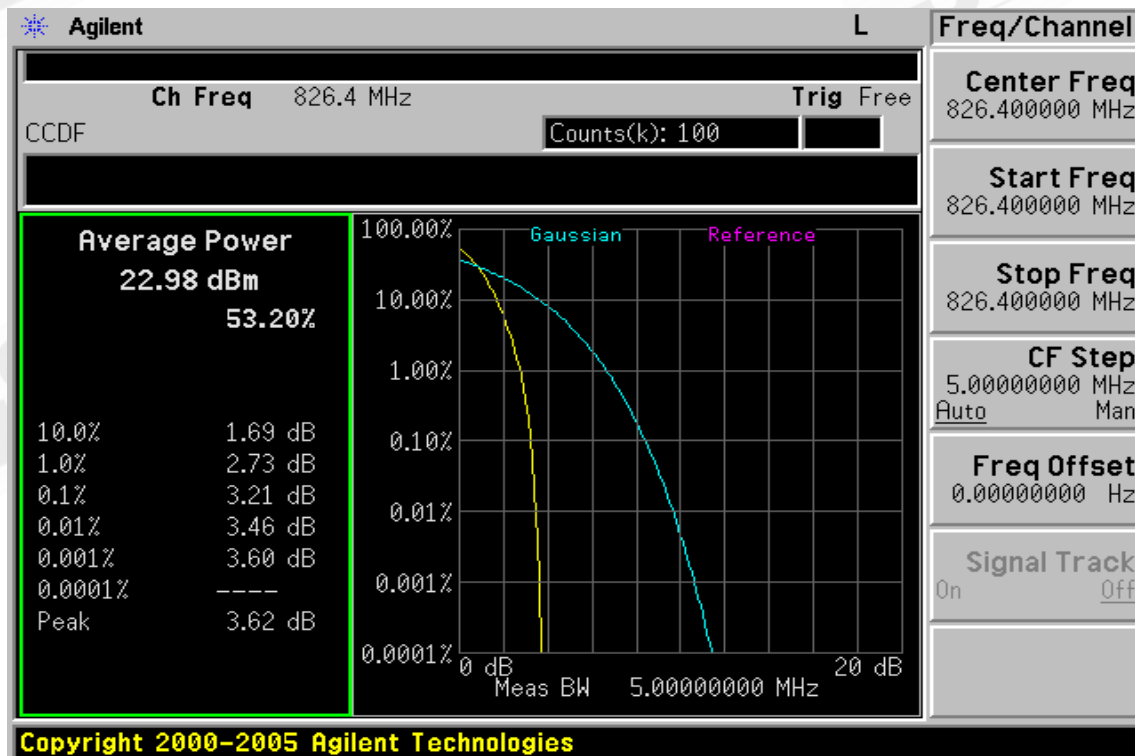 Agilent L
Ch Freq 826.4 MHz Trig Free
CCDF Counts(k): 100
Average Power
22.98 dBm
53.20%
10.0% 1.69 dB
1.0% 2.73 dB
0.1% 3.21 dB
0.01% 3.46 dB
0.001% 3.60 dB
0.0001% ----
Peak 3.62 dB
100.00%
Gaussian Reference
10.00%
1.00%
0.10%
0.01%
0.001%
0.0001%
0 dB 20 dB
Meas BW 5.00000000 MHz
Freq/Channel
Center Freq
826.400000 MHz
Start Freq
826.400000 MHz
Stop Freq
826.400000 MHz
CF Step
5.00000000 MHz
Auto Man
Freq Offset
0.00000000 Hz
Signal Track
On Off
Copyright 2000-2005 Agilent Technologies